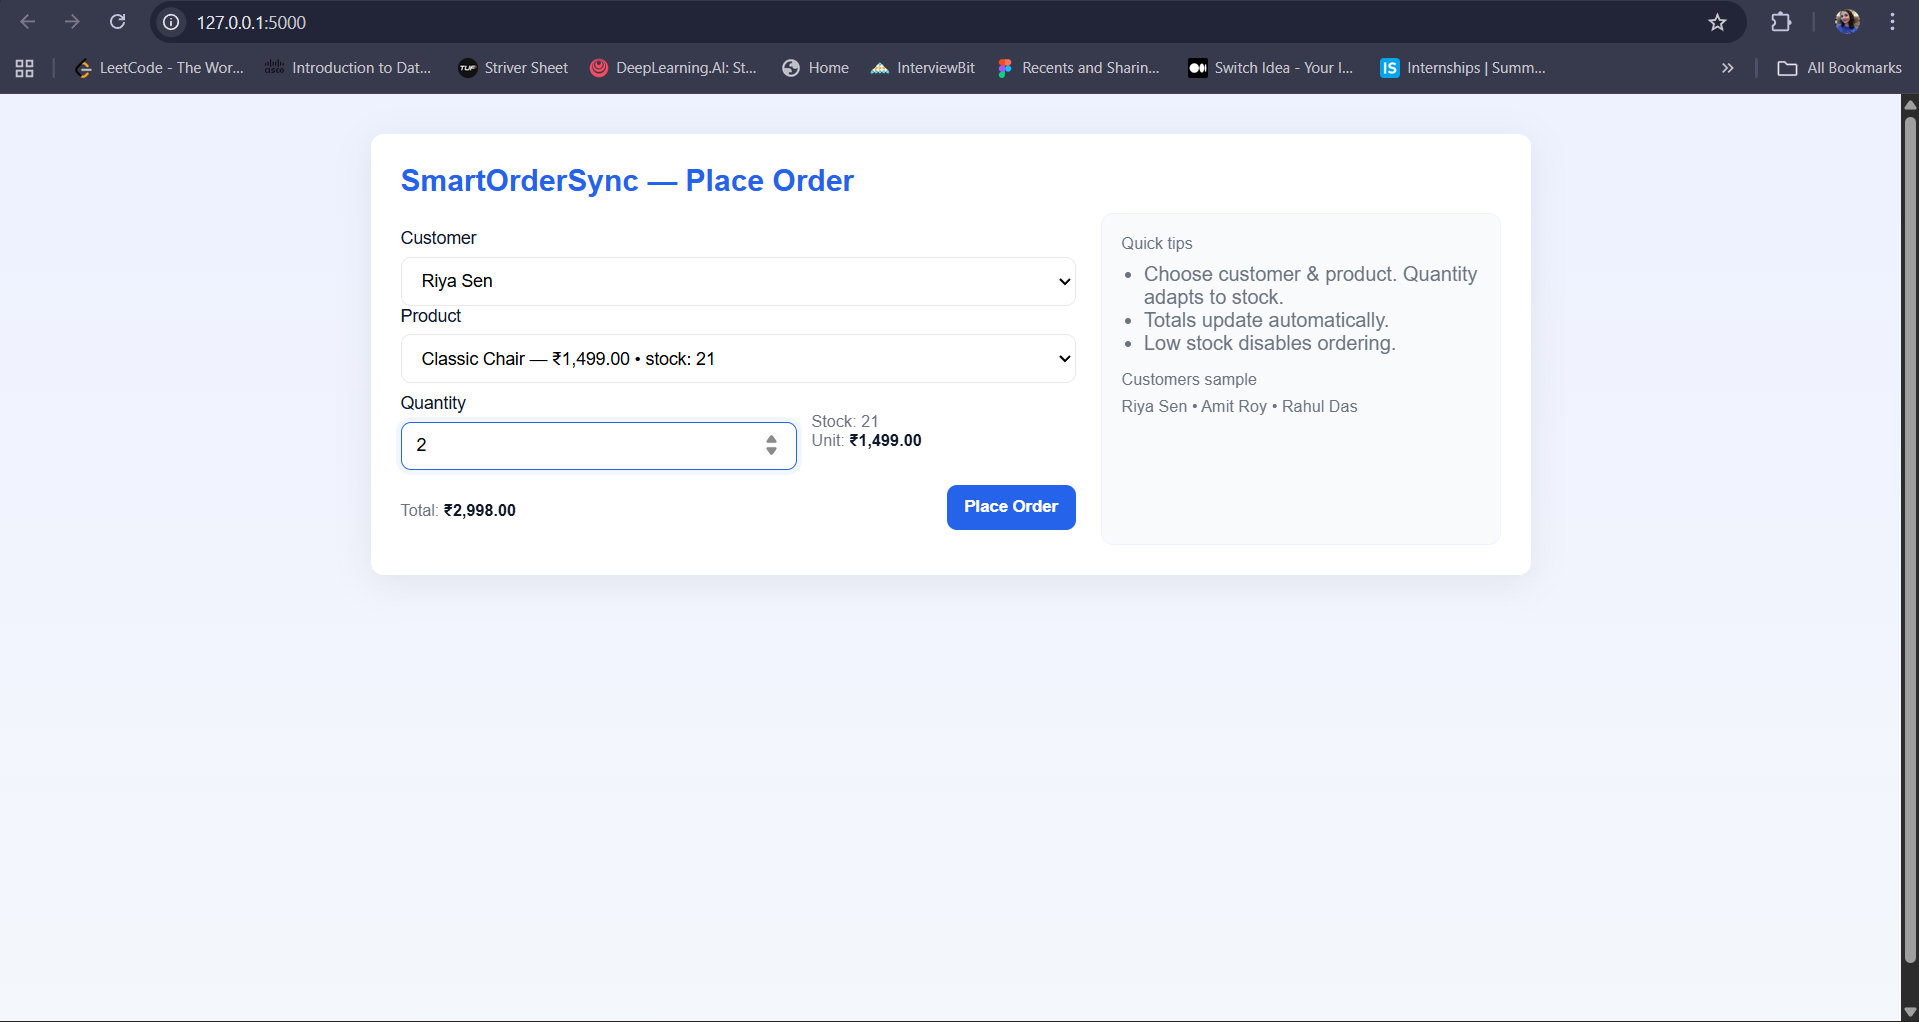 127.0.0.1:5000
LeetCode - The Wor...
Introduction to Dat...
TUF
Striver Sheet
DeepLearning.AI: St...
Home
InterviewBit
Recents and Sharin...
Switch Idea - Your I...
IS
Internships | Summ...
All Bookmarks
SmartOrderSync — Place Order
Customer
Riya Sen
Product
Classic Chair — ₹1,499.00 • stock: 21
Quantity
2
Stock: 21
Unit: ₹1,499.00
Total: ₹2,998.00
Place Order
Quick tips
• Choose customer & product. Quantity
adapts to stock.
• Totals update automatically.
• Low stock disables ordering.
Customers sample
Riya Sen • Amit Roy • Rahul Das